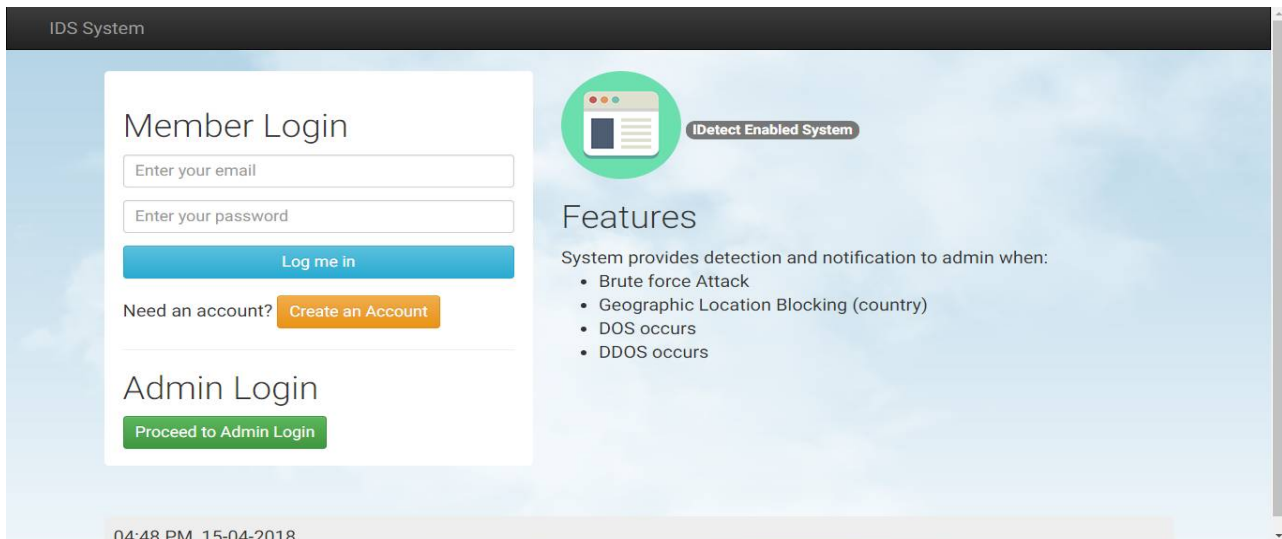 IDS System
Member Login
Enter your email
Enter your password
Log me in
Need an account? Create an Account
Admin Login
Proceed to Admin Login
IDetect Enabled System
Features
System provides detection and notification to admin when:
Brute force Attack
Geographic Location Blocking (country)
DOS occurs
DDOS occurs
04:48 PM, 15-04-2018